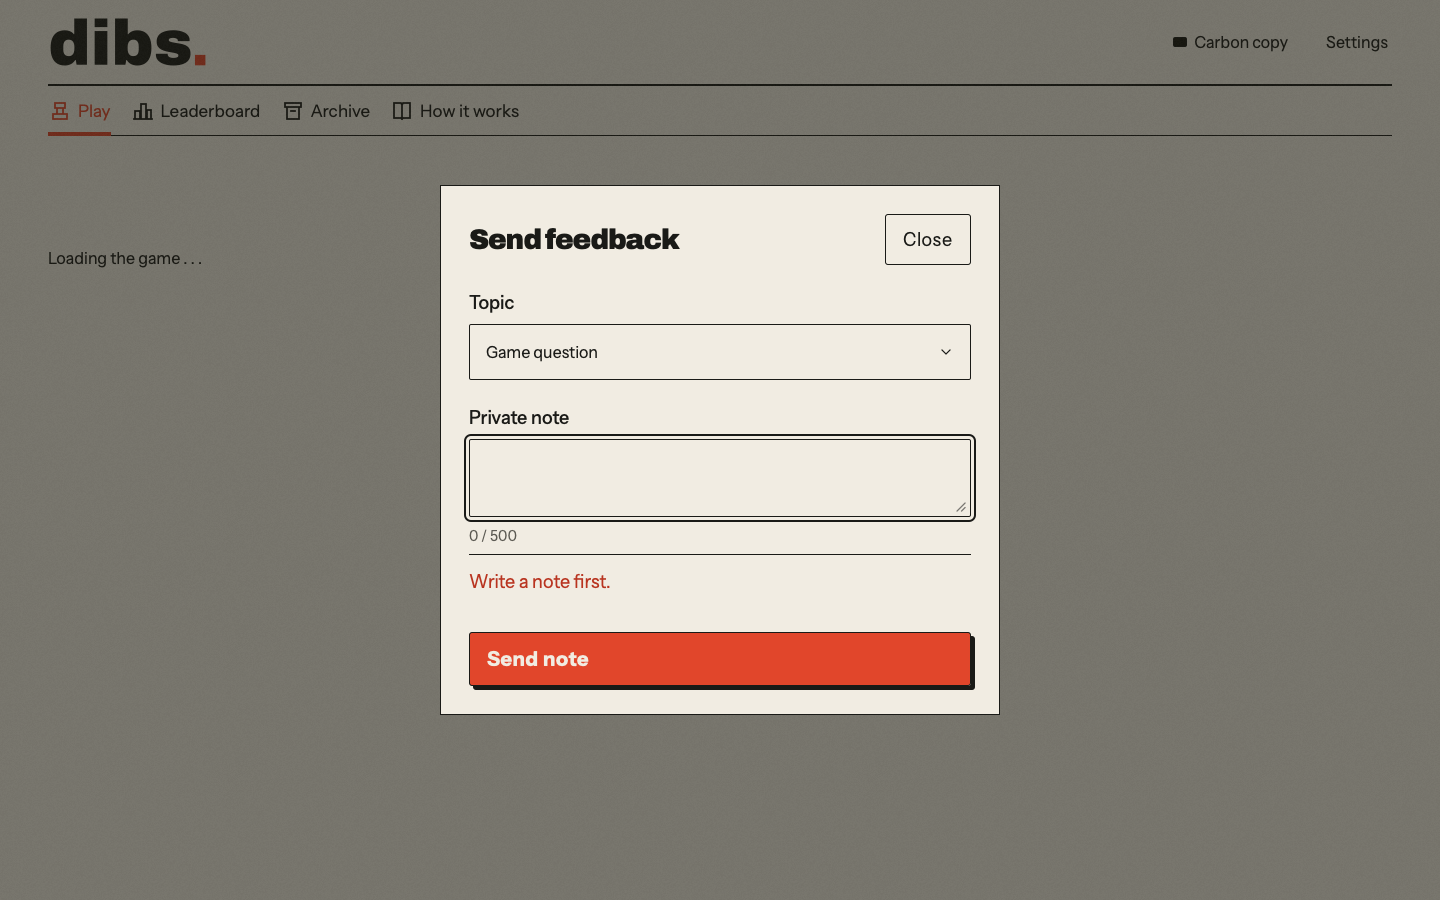 dibs.
Carbon copy
Settings
Play
Leaderboard
Archive
How it works
Loading the game . . .
Send feedback
Close
Topic
Game question
Private note
0 / 500
Write a note first.
Send note